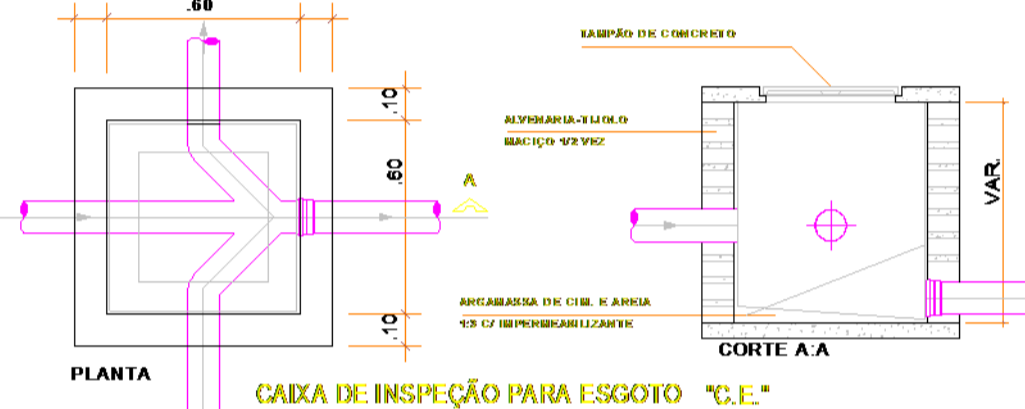 .60
TAMPÃO DE CONCRETO
.10
ALVENARIA-TIJOLO
MACIÇO 1/2 VEZ
.60
A
VAR.
ARGAMASSA DE CIM. E AREIA
1:3 C/ IMPERMEABILIZANTE
.10
PLANTA
CORTE A:A
CAIXA DE INSPEÇÃO PARA ESGOTO "C.E."